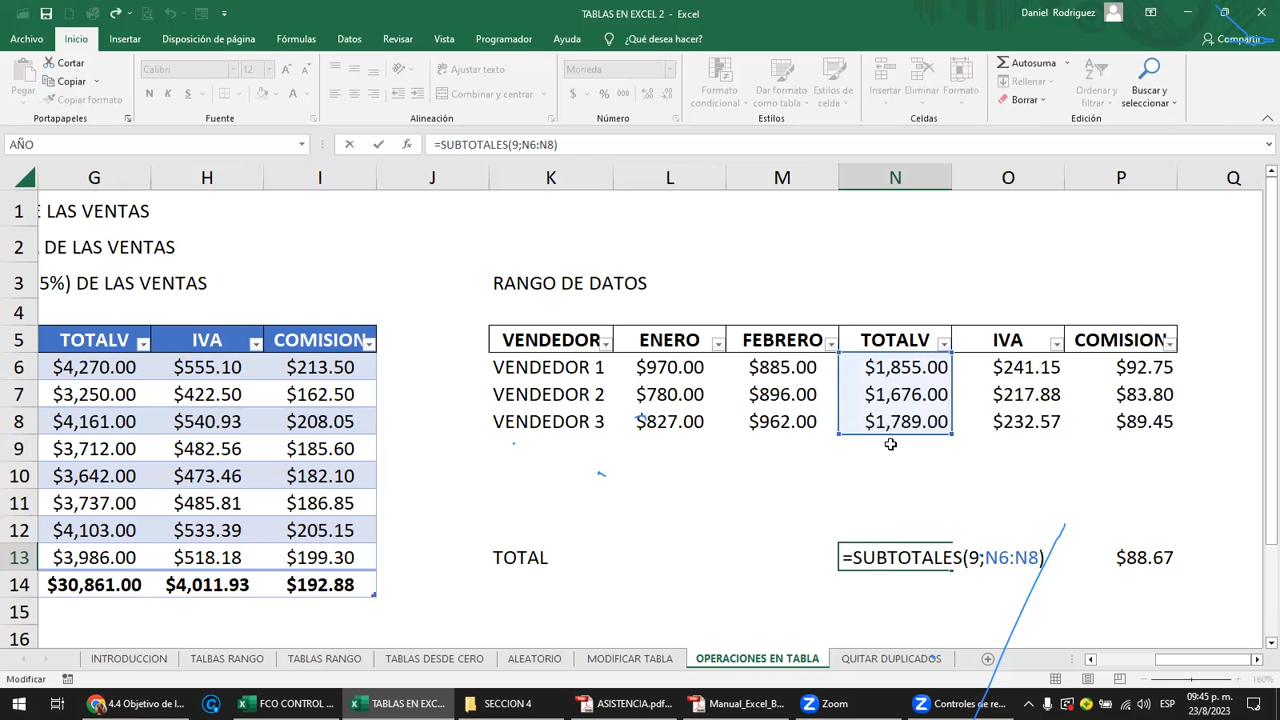 TABLAS EN EXCEL 2 - Excel
Daniel Rodriguez
Archivo Inicio Insertar Disposición de página Fórmulas Datos Revisar Vista Programador Ayuda ¿Qué desea hacer? Compartir
Pegar
Cortar
Copiar
Copiar formato
Portapapeles
Calibri 12
N K S
Fuente
Ajustar texto
Combinar y centrar
Alineación
Moneda
$ % 000
Número
Formato condicional
Dar formato como tabla
Estilos de celda
Estilos
Insertar Eliminar Formato
Celdas
Autosuma
Rellenar
Borrar
Ordenar y filtrar
Buscar y seleccionar
Edición
AÑO
=SUBTOTALES(9;N6:N8)
G H I J K L M N O P Q
1 E LAS VENTAS
2 DE LAS VENTAS
3 5%) DE LAS VENTAS RANGO DE DATOS
4
5 TOTALV IVA COMISION VENDEDOR ENERO FEBRERO TOTALV IVA COMISION
6 $4,270.00 $555.10 $213.50 VENDEDOR 1 $970.00 $885.00 $1,855.00 $241.15 $92.75
7 $3,250.00 $422.50 $162.50 VENDEDOR 2 $780.00 $896.00 $1,676.00 $217.88 $83.80
8 $4,161.00 $540.93 $208.05 VENDEDOR 3 $827.00 $962.00 $1,789.00 $232.57 $89.45
9 $3,712.00 $482.56 $185.60
10 $3,642.00 $473.46 $182.10
11 $3,737.00 $485.81 $186.85
12 $4,103.00 $533.39 $205.15
13 $3,986.00 $518.18 $199.30 TOTAL =SUBTOTALES(9;N6:N8) $88.67
14 $30,861.00 $4,011.93 $192.88
15
16
INTRODUCCION TALBAS RANGO TABLAS RANGO TABLAS DESDE CERO ALEATORIO MODIFICAR TABLA OPERACIONES EN TABLA QUITAR DUPLICADOS
Modificar
160%
4.4 Objetivo de l...
FCO CONTROL ...
TABLAS EN EXC...
SECCION 4
ASISTENCIA.pdf...
Manual_Excel_B...
Zoom
Controles de re...
ESP
09:45 p. m.
23/8/2023